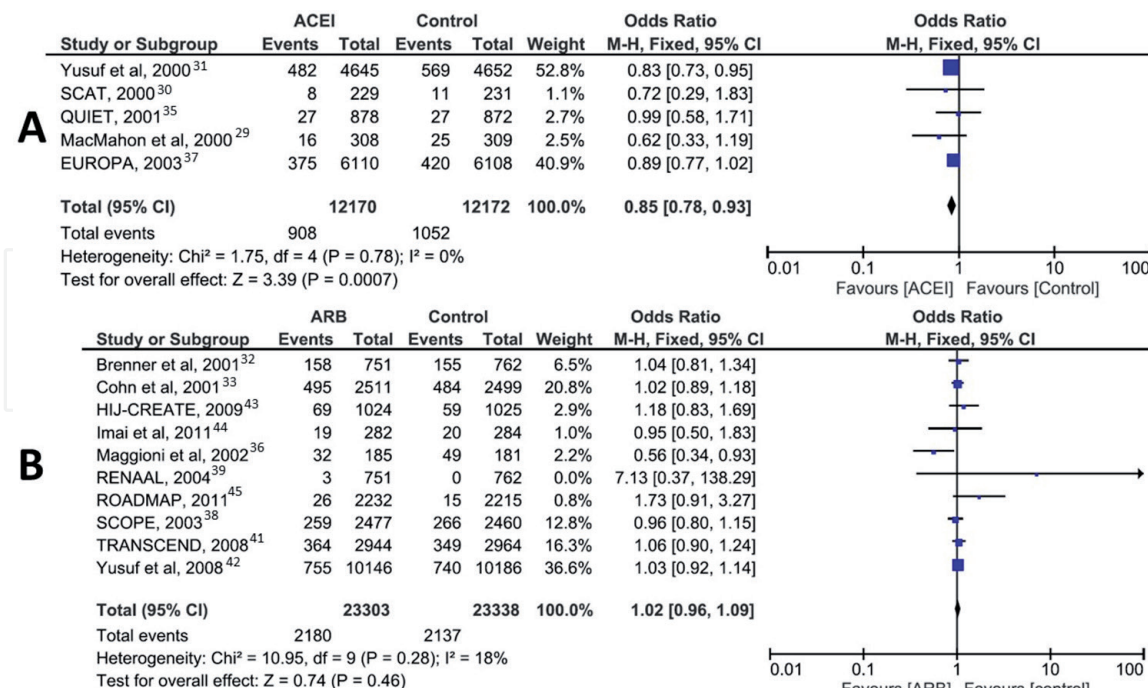 ACEI Control Odds Ratio Odds Ratio
Study or Subgroup Events Total Events Total Weight M-H, Fixed, 95% CI M-H, Fixed, 95% CI
Yusuf et al, 2000 31 482 4645 569 4652 52.8% 0.83 [0.73, 0.95]
SCAT, 2000 30 8 229 11 231 1.1% 0.72 [0.29, 1.83]
QUIET, 2001 35 27 878 27 872 2.7% 0.99 [0.58, 1.71]
A
MacMahon et al, 2000 29 16 308 25 309 2.5% 0.62 [0.33, 1.19]
EUROPA, 2003 37 375 6110 420 6108 40.9% 0.89 [0.77, 1.02]
Total (95% CI) 12170 12172 100.0% 0.85 [0.78, 0.93]
Total events 908 1052
Heterogeneity: Chi² = 1.75, df = 4 (P = 0.78); I² = 0%
Test for overall effect: Z = 3.39 (P = 0.0007)
0.01 0.1 1 10 100
Favours [ACEI] Favours [Control]
ARB Control Odds Ratio Odds Ratio
Study or Subgroup Events Total Events Total Weight M-H, Fixed, 95% CI M-H, Fixed, 95% CI
Brenner et al, 2001 32 158 751 155 762 6.5% 1.04 [0.81, 1.34]
Cohn et al, 2001 33 495 2511 484 2499 20.8% 1.02 [0.89, 1.18]
HIJ-CREATE, 2009 43 69 1024 59 1025 2.9% 1.18 [0.83, 1.69]
Imai et al, 2011 44 19 282 20 284 1.0% 0.95 [0.50, 1.83]
Maggioni et al, 2002 36 32 185 49 181 2.2% 0.56 [0.34, 0.93]
B
RENAAL, 2004 39 3 751 0 762 0.0% 7.13 [0.37, 138.29]
ROADMAP, 2011 45 26 2232 15 2215 0.8% 1.73 [0.91, 3.27]
SCOPE, 2003 38 259 2477 266 2460 12.8% 0.96 [0.80, 1.15]
TRANSCEND, 2008 41 364 2944 349 2964 16.3% 1.06 [0.90, 1.24]
Yusuf et al, 2008 42 755 10146 740 10186 36.6% 1.03 [0.92, 1.14]
Total (95% CI) 23303 23338 100.0% 1.02 [0.96, 1.09]
Total events 2180 2137
Heterogeneity: Chi² = 10.95, df = 9 (P = 0.28); I² = 18%
Test for overall effect: Z = 0.74 (P = 0.46)
0.01 0.1 1 10 100
Favours [ARB] Favours [control]